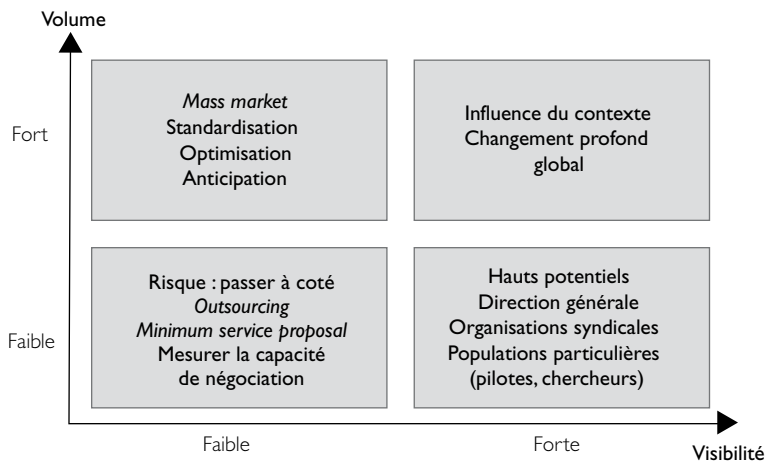 Volume
Fort
Mass market
Standardisation
Optimisation
Anticipation
Influence du contexte
Changement profond
global
Faible
Risque : passer à coté
Outsourcing
Minimum service proposal
Mesurer la capacité
de négociation
Hauts potentiels
Direction générale
Organisations syndicales
Populations particulières
(pilotes, chercheurs)
Faible
Forte
Visibilité